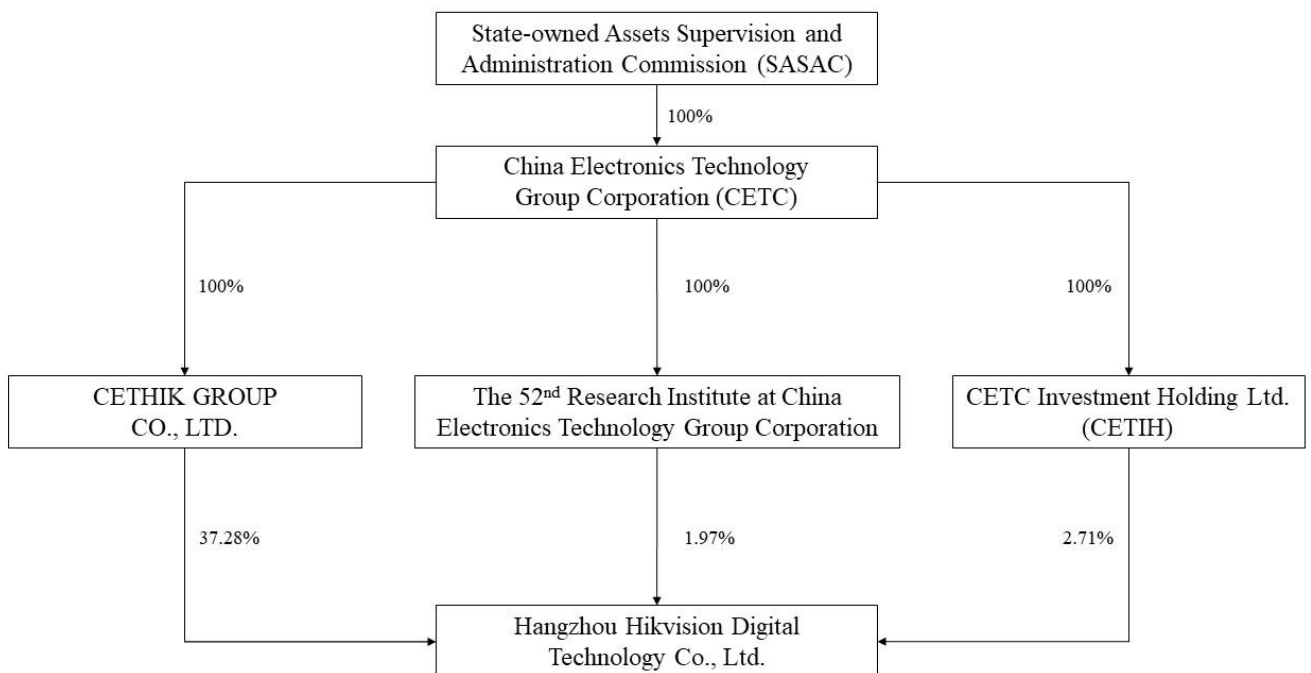 State-owned Assets Supervision and
Administration Commission (SASAC)
100%
China Electronics Technology
Group Corporation (CETC)
100%
100%
100%
CETHIK GROUP
CO., LTD.
The 52nd Research Institute at China
Electronics Technology Group Corporation
CETC Investment Holding Ltd.
(CETIH)
37.28%
1.97%
2.71%
Hangzhou Hikvision Digital
Technology Co., Ltd.